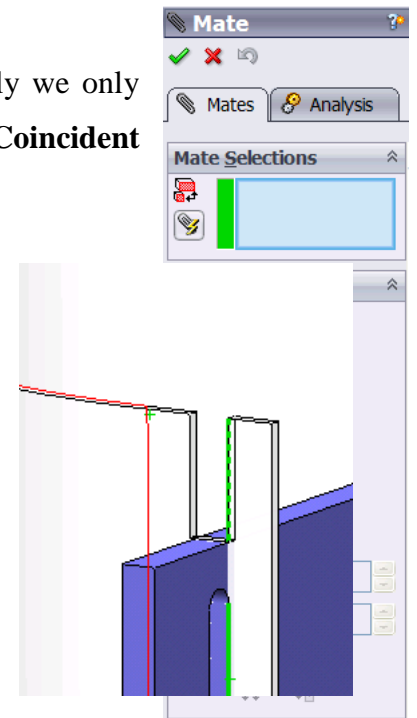 Mate
ly we only
Mates Analysis
Coincident
Mate Selections